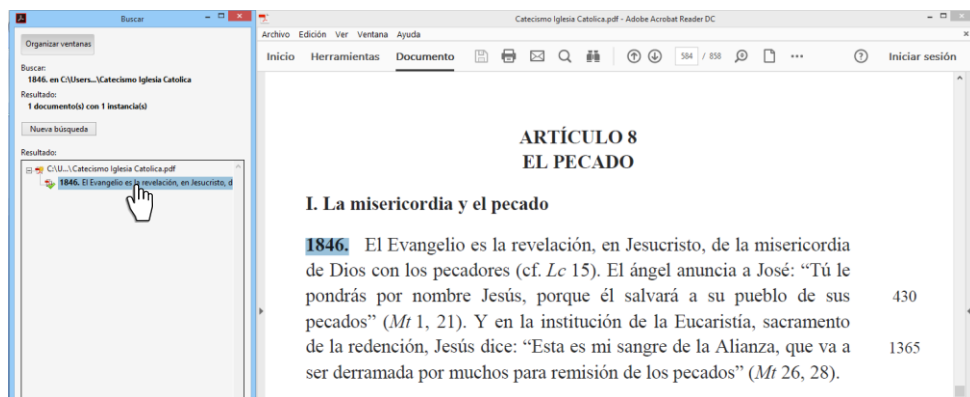 Buscar
Organizar ventanas
Buscar:
1846. en C:\Users...\Catecismo Iglesia Catolica
Resultado:
1 documento(s) con 1 instancia(s)
Nueva búsqueda
Resultado:
C:\U...\Catecismo Iglesia Catolica.pdf
1846. El Evangelio es la revelación, en Jesucristo, d
Catecismo Iglesia Catolica.pdf - Adobe Acrobat Reader DC
Archivo Edición Ver Ventana Ayuda
Inicio Herramientas Documento 584 / 858 Iniciar sesión
ARTÍCULO 8
EL PECADO
I. La misericordia y el pecado
1846. El Evangelio es la revelación, en Jesucristo, de la misericordia
de Dios con los pecadores (cf. Lc 15). El ángel anuncia a José: “Tú le
pondrás por nombre Jesús, porque él salvará a su pueblo de sus 430
pecados” (Mt 1, 21). Y en la institución de la Eucaristía, sacramento
de la redención, Jesús dice: “Esta es mi sangre de la Alianza, que va a 1365
ser derramada por muchos para remisión de los pecados” (Mt 26, 28).